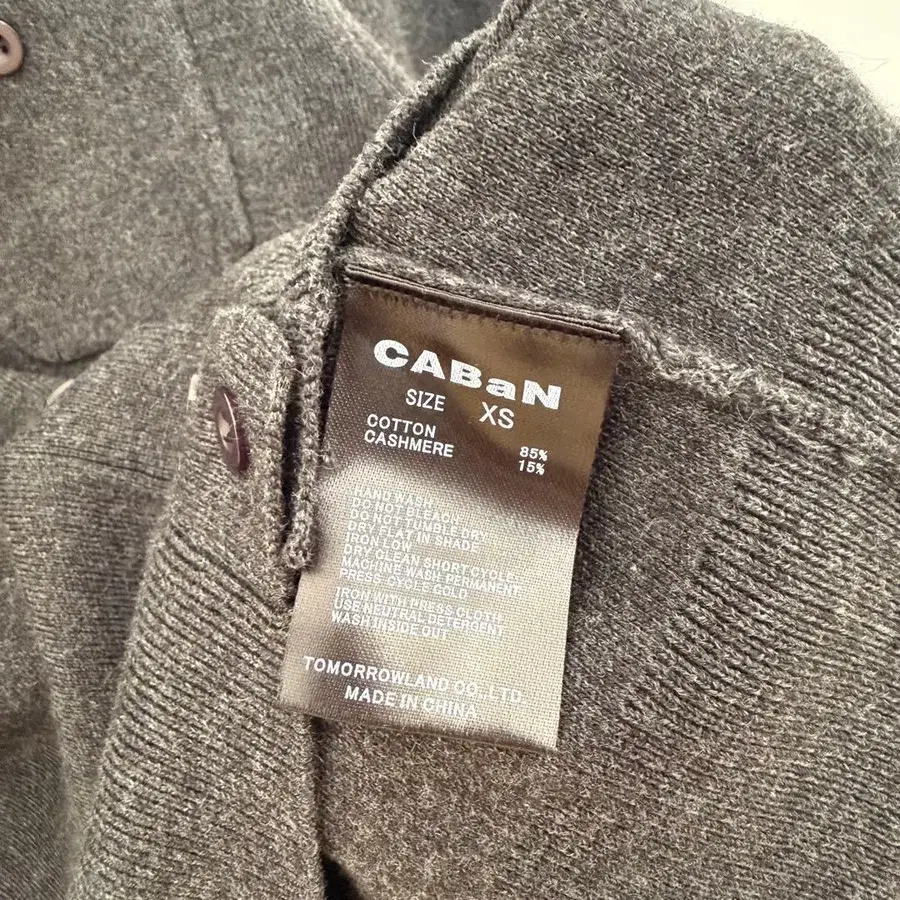 CABaN
SIZE XS
COTTON 85%
CASHMERE 15%
HAND WASH
DO NOT BLEACH
DO NOT TUMBLE DRY
DRY FLAT IN SHADE
IRON LOW
DRY CLEAN SHORT CYCLE
MACHINE WASH PERMANENT
PRESS CYCLE COLD
IRON WITH PRESS CLOTH
USE NEUTRAL DETERGENT
WASH INSIDE OUT
TOMORROWLAND CO.,LTD.
MADE IN CHINA